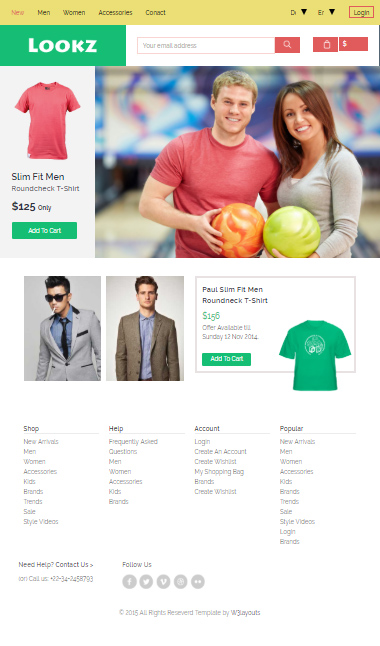 New Men Women Accessories Conact
En
Login
LOOKZ
Your email address
$
Slim Fit Men
Roundcheck T-Shirt
$125 Only
Add To Cart
Paul Slim Fit Men
Roundneck T-Shirt
$156
Offer Available till
Sunday 12 Nov 2014.
Add To Cart
Shop
New Arrivals
Men
Women
Accessories
Kids
Brands
Trends
Sale
Style Videos
Help
Frequently Asked
Questions
Men
Women
Accessories
Kids
Brands
Account
Login
Create An Account
Create Wishlist
My Shopping Bag
Brands
Create Wishlist
Popular
New Arrivals
Men
Women
Accessories
Kids
Brands
Trends
Sale
Style Videos
Login
Brands
Need Help? Contact Us >
ion Call us: +22-34-2458793
Follow Us
© 2015 All Rights Reseverd Template by W3layouts